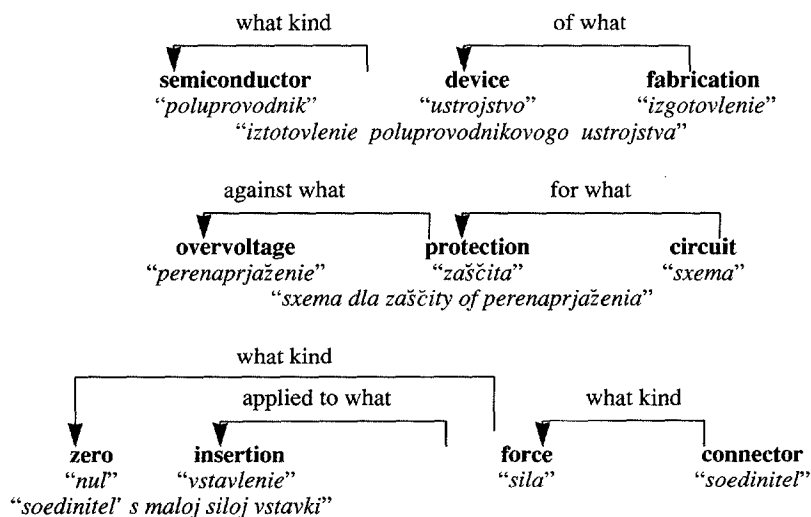 what kind of what
semiconductor device fabrication
“poluprovodnik” “ustrojstvo” “izgotovlenie”
“iztotovlenie poluprovodnikovogo ustrojstva”
against what for what
overvoltage protection circuit
“perenaprjaženie” “zaščita” “sxema”
“sxema dla zaščity of perenaprjaženia”
what kind
applied to what what kind
zero insertion force connector
“nul” “vstavlenie” “sila” “soedinitel”
“soedinitel’ s maloj siloj vstavki”